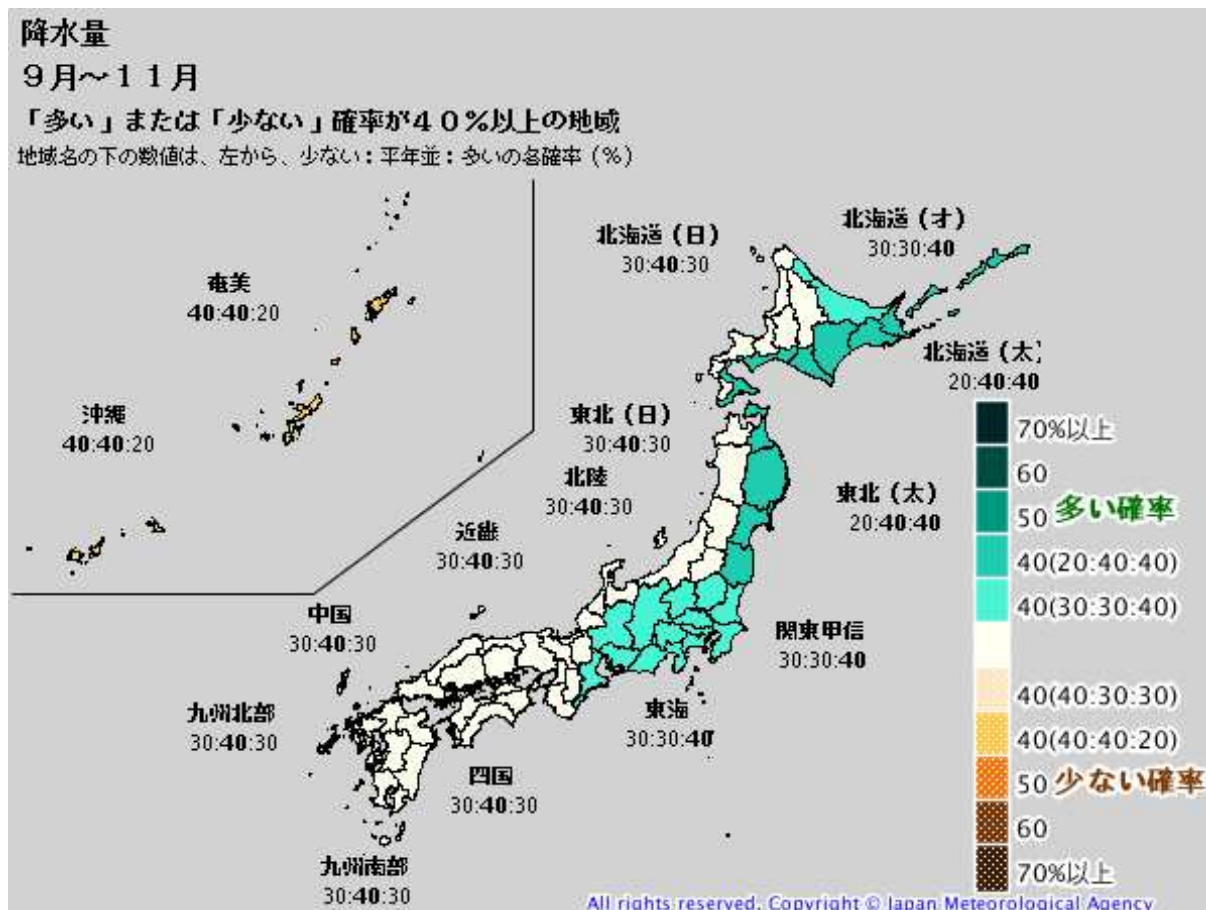 降水量
9月～11月
「多い」または「少ない」確率が40%以上の地域
地域名の下の数値は、左から、少ない:平年並:多いの各確率(%)
北海道(日)
30:40:30
北海道(オ)
30:30:40
奄美
40:40:20
北海道(太)
20:40:40
沖縄
40:40:20
東北(日)
30:40:30
北陸
30:40:30
東北(太)
20:40:40
近畿
30:40:30
中国
30:40:30
関東甲信
30:30:40
九州北部
30:40:30
東海
30:30:40
四国
30:40:30
九州南部
30:40:30
70%以上
60
50 多い確率
40(20:40:40)
40(30:30:40)
40(40:30:30)
40(40:40:20)
50 少ない確率
60
70%以上
All rights reserved. Copyright © Japan Meteorological Agency